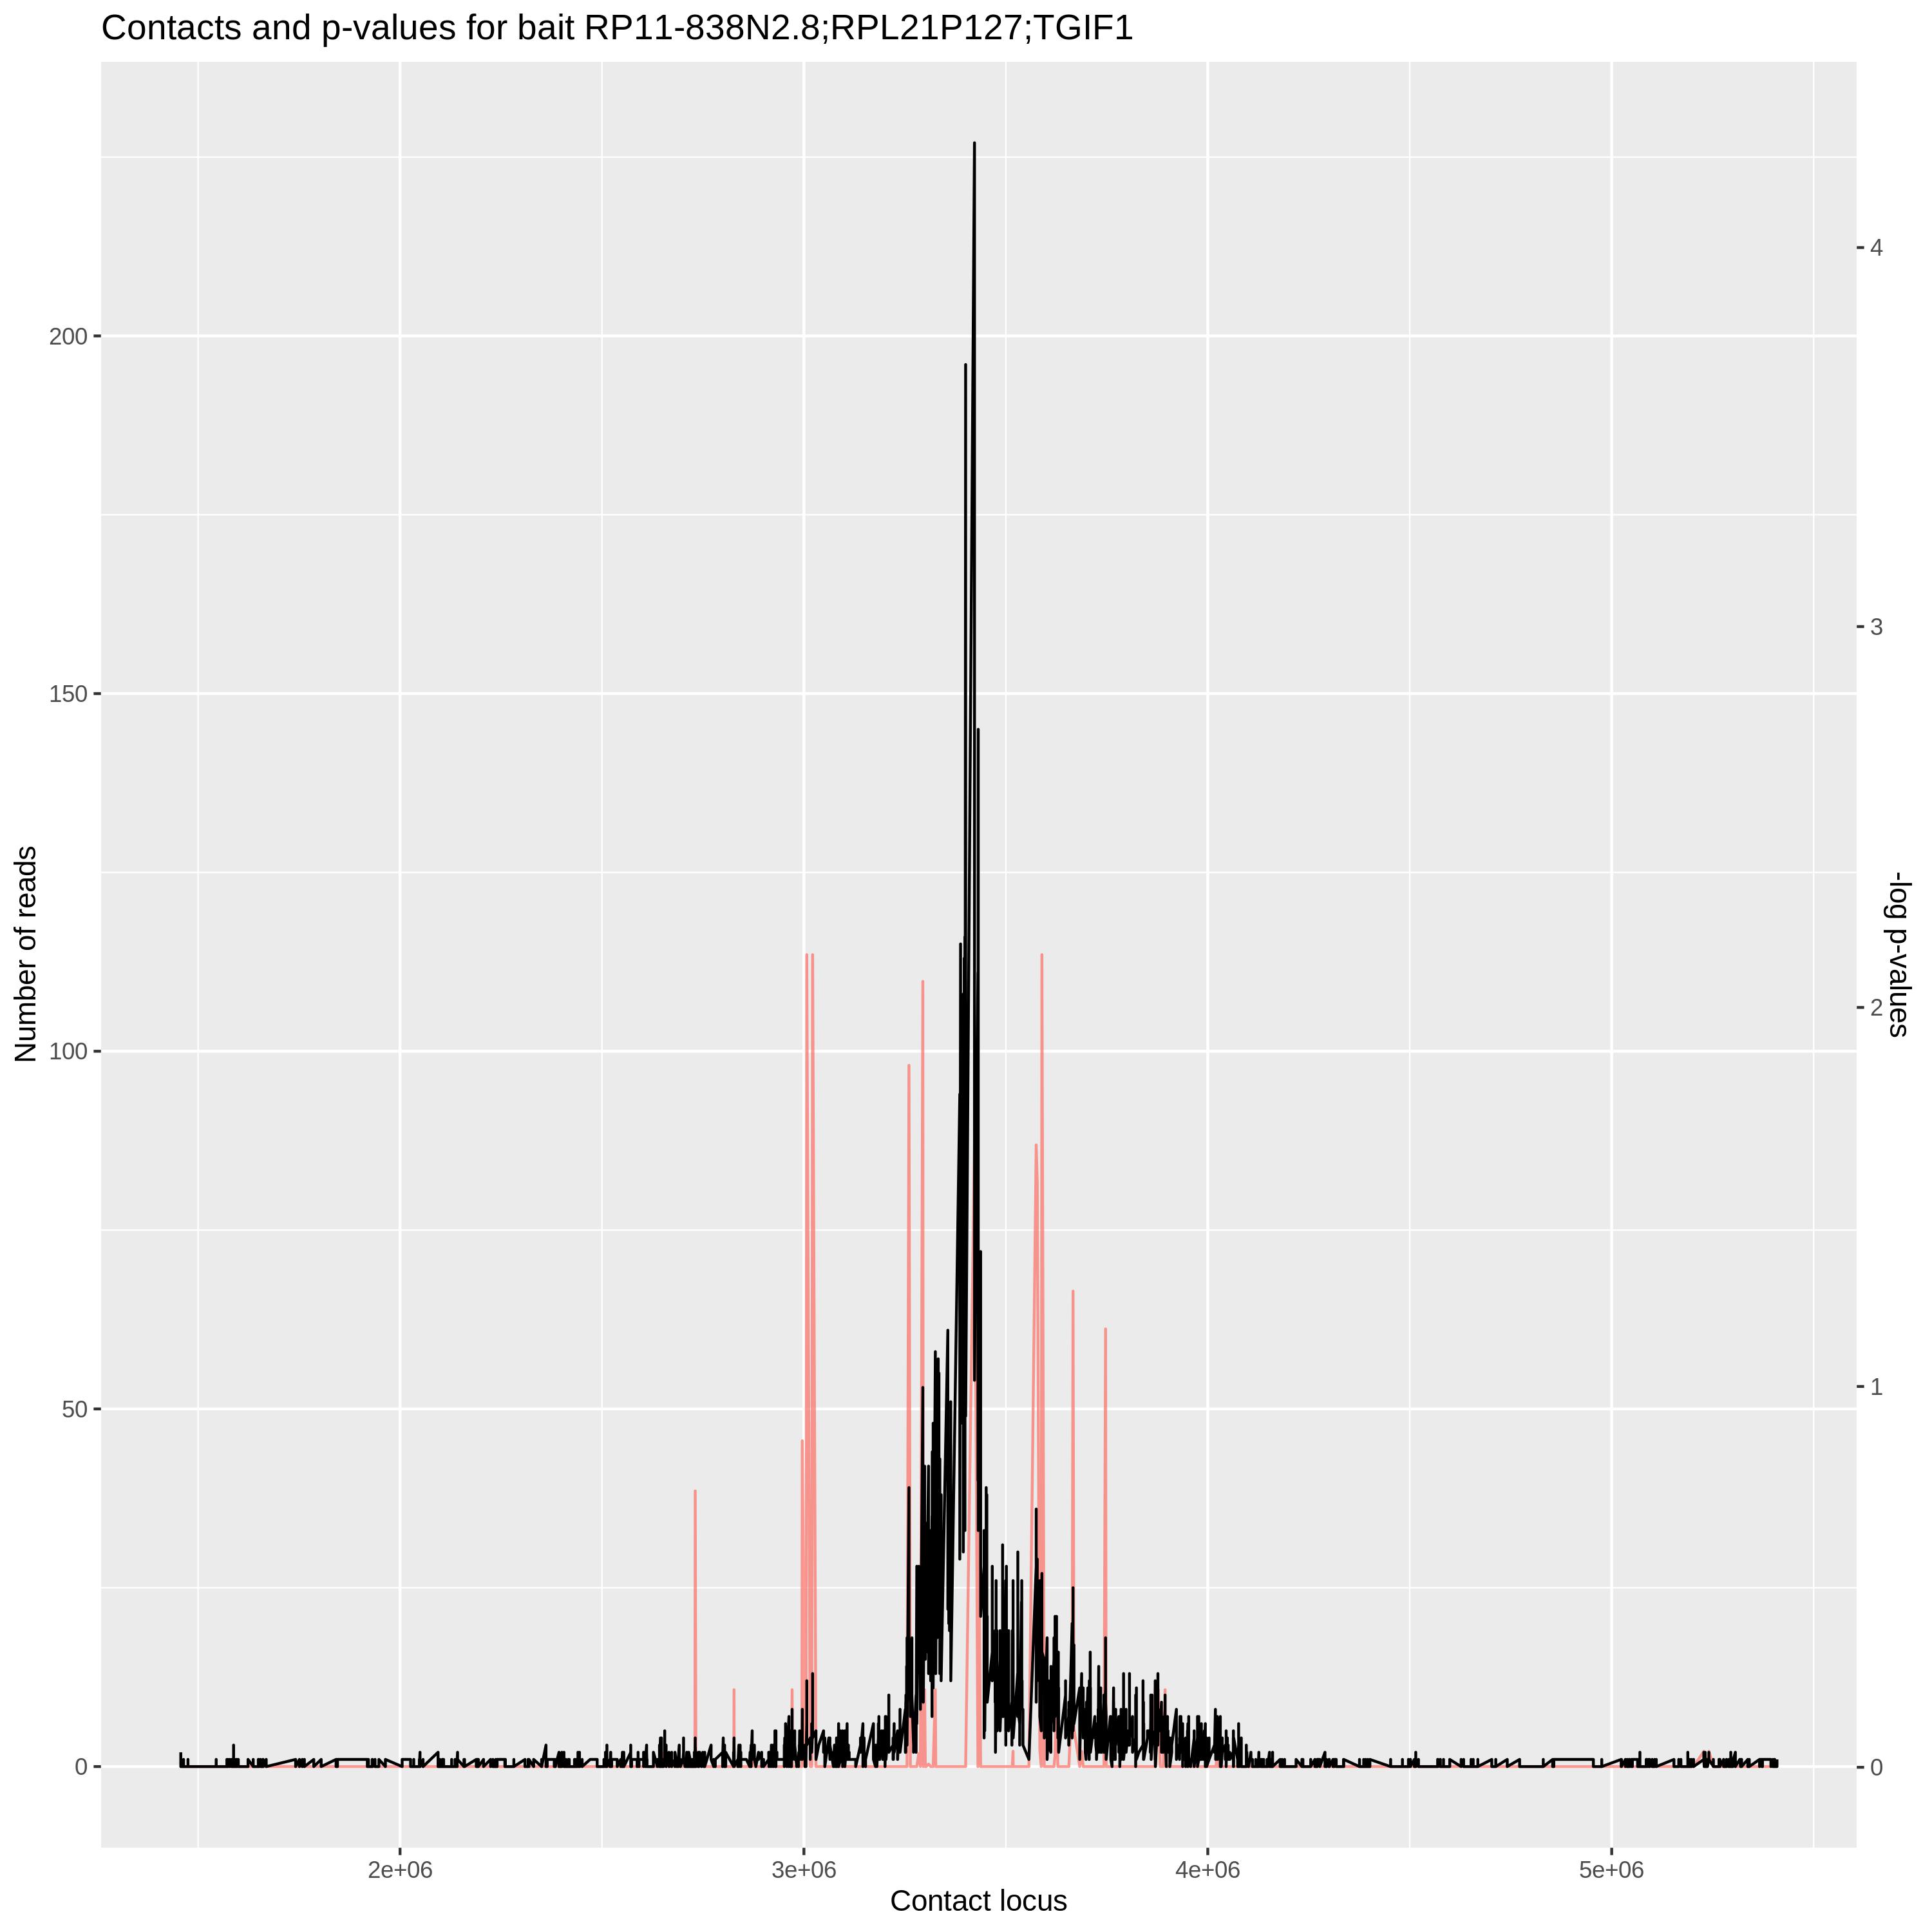 Contacts and p-values for bait RP11-838N2.8;RPL21P127;TGIF1
Number of reads
200
150
100
50
0
4
3
2
1
0
-log p-values
2e+06
3e+06
4e+06
5e+06
Contact locus